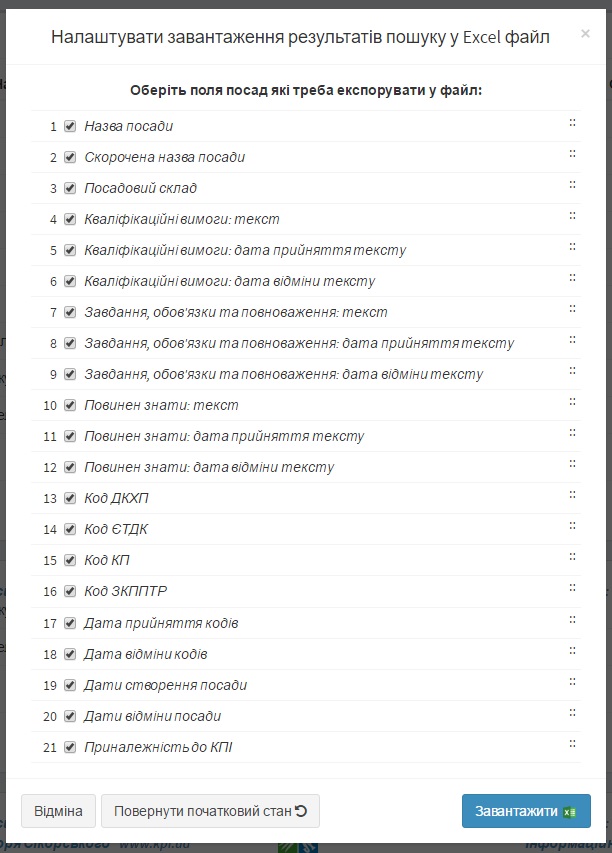 Налаштувати завантаження результатів пошуку у Excel файл ×
Оберіть поля посад які треба експорувати у файл:
1 Назва посади
2 Скорочена назва посади
3 Посадовий склад
4 Кваліфікаційні вимоги: текст
5 Кваліфікаційні вимоги: дата прийняття тексту
6 Кваліфікаційні вимоги: дата відміни тексту
7 Завдання, обов'язки та повноваження: текст
8 Завдання, обов'язки та повноваження: дата прийняття тексту
9 Завдання, обов'язки та повноваження: дата відміни тексту
10 Повинен знати: текст
11 Повинен знати: дата прийняття тексту
12 Повинен знати: дата відміни тексту
13 Код ДКХП
14 Код ЄТДК
15 Код КП
16 Код ЗКППТР
17 Дата прийняття кодів
18 Дата відміни кодів
19 Дати створення посади
20 Дати відміни посади
21 Приналежність до КПІ
Відміна Повернути початковий стан Завантажити
www.kpi.ua